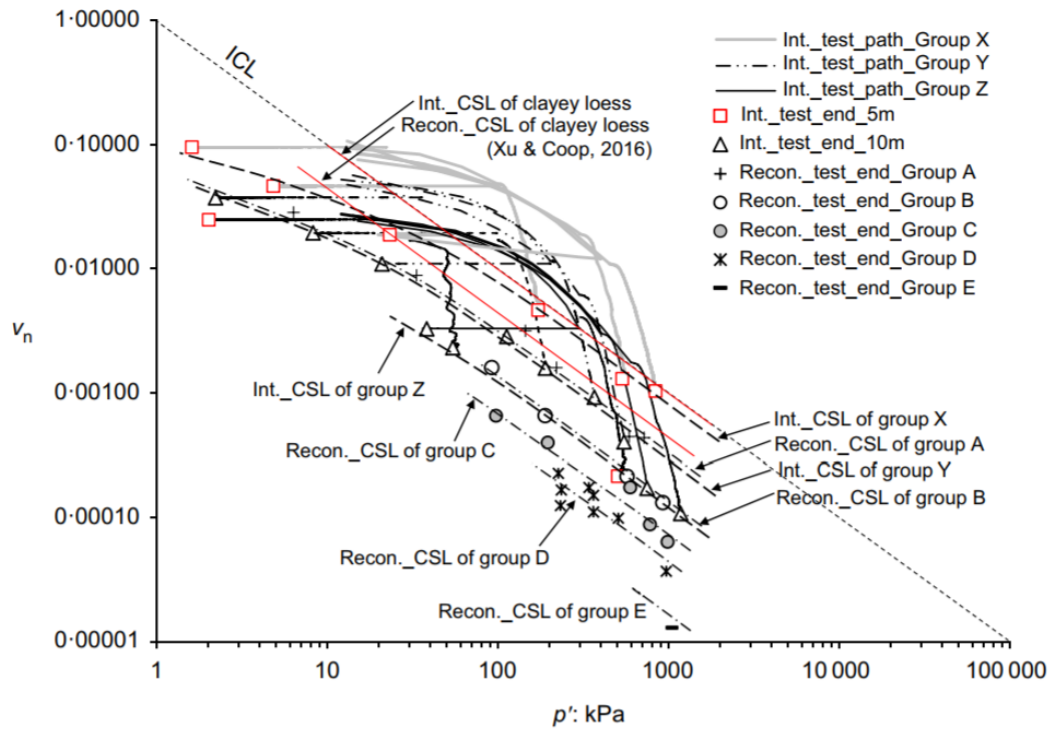 1·00000
0·10000
0·01000
0·00100
0·00010
0·00001
v_n
1
10
100
1000
10 000
100 000
p′: kPa
ICL
Int._CSL of clayey loess
Recon._CSL of clayey loess
(Xu & Coop, 2016)
Int._test_path_Group X
Int._test_path_Group Y
Int._test_path_Group Z
Int._test_end_5m
Int._test_end_10m
Recon._test_end_Group A
Recon._test_end_Group B
Recon._test_end_Group C
Recon._test_end_Group D
Recon._test_end_Group E
Int._CSL of
group Z
Recon._CSL of group C
Recon._CSL of group D
Recon._CSL of group E
Int._CSL of group X
Recon._CSL of group A
Int._CSL of group Y
Recon._CSL of group B